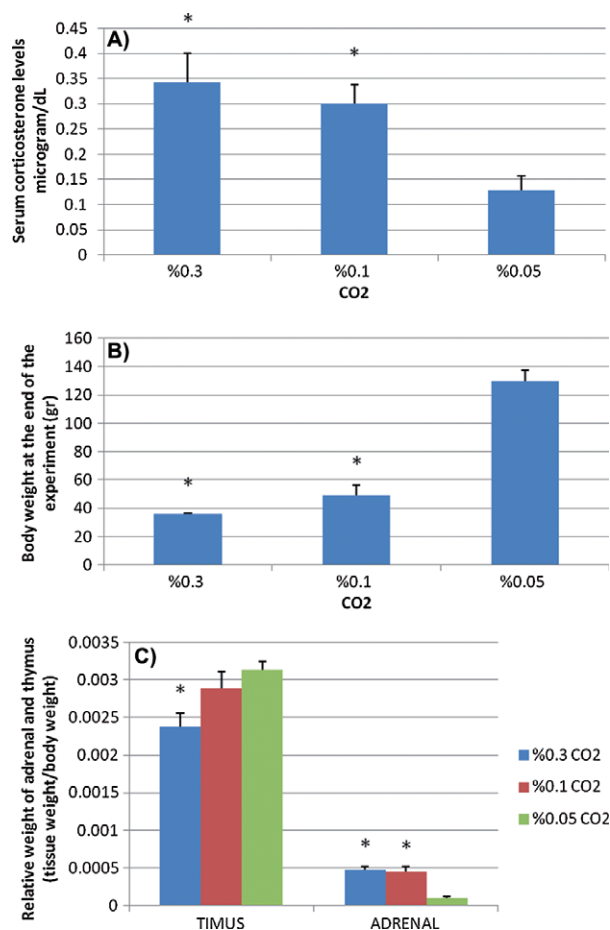 A)
Serum corticosterone levels
microgram/dL
0.45
0.4
0.35
0.3
0.25
0.2
0.15
0.1
0.05
0
*
*
%0.3
%0.1
%0.05
CO2
B)
Body weight at the end of the
experiment (gr)
160
140
120
100
80
60
40
20
0
*
*
%0.3
%0.1
%0.05
CO2
C)
Relative weight of adrenal and thymus
(tissue weight/body weight)
0.0035
0.003
0.0025
0.002
0.0015
0.001
0.0005
0
*
*
*
TIMUS
ADRENAL
%0.3 CO2
%0.1 CO2
%0.05 CO2